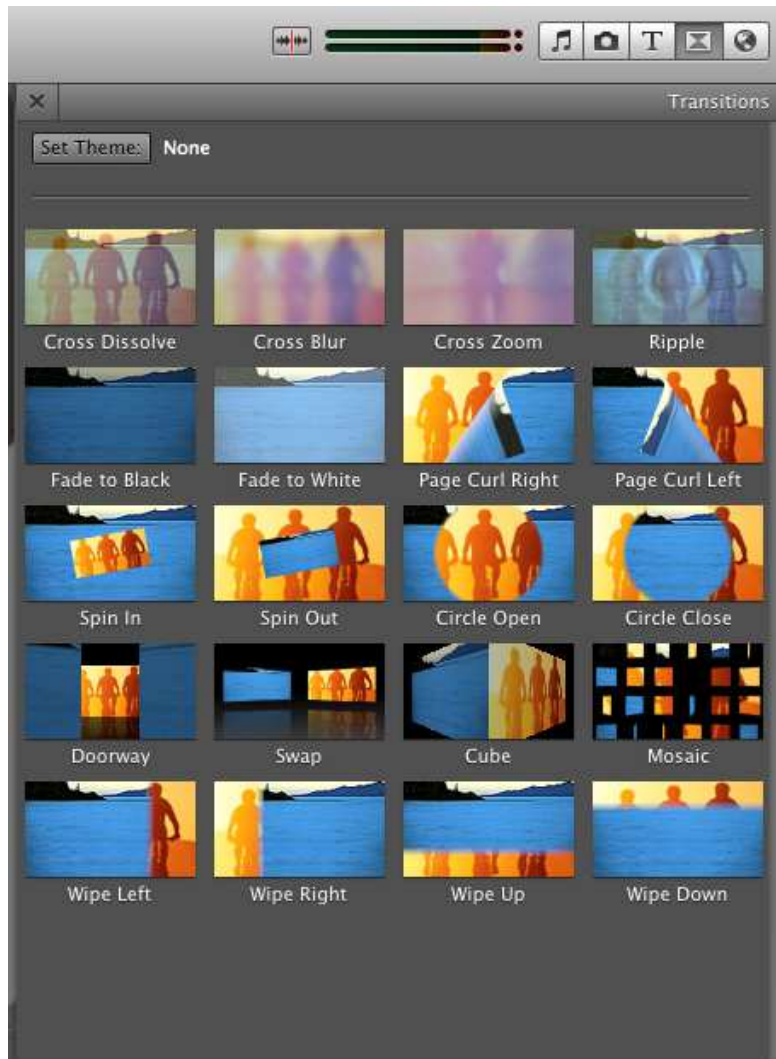 T
Transitions
Set Theme: None
Cross Dissolve Cross Blur Cross Zoom Ripple
Fade to Black Fade to White Page Curl Right Page Curl Left
Spin In Spin Out Circle Open Circle Close
Doorway Swap Cube Mosaic
Wipe Left Wipe Right Wipe Up Wipe Down